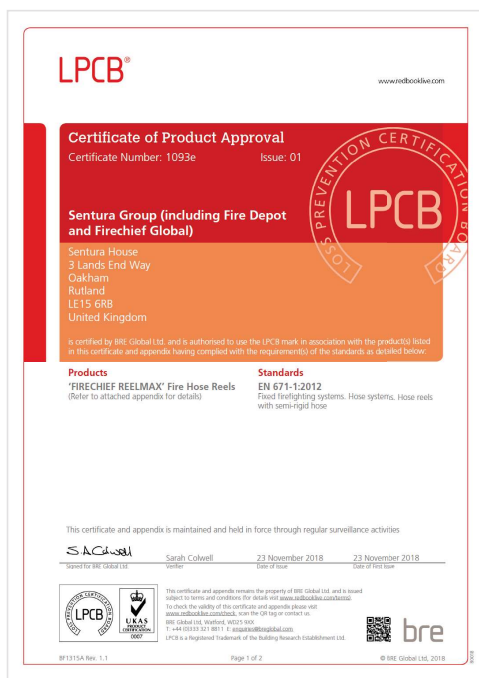 LPCB®
www.redbooklive.com
Certificate of Product Approval
Certificate Number: 1093e Issue: 01
LOSS PREVENTION CERTIFICATION BOARD
LPCB
Sentura Group (including Fire Depot
and Firechief Global)
Sentura House
3 Lands End Way
Oakham
Rutland
LE15 6RB
United Kingdom
is certified by BRE Global Ltd. and is authorised to use the LPCB mark in association with the product(s) listed
in this certificate and appendix having complied with the requirement(s) of the standards as detailed below:
Products
'FIRECHIEF REELMAX' Fire Hose Reels
(Refer to attached appendix for details)
Standards
EN 671-1:2012
Fixed firefighting systems. Hose systems. Hose reels
with semi-rigid hose
This certificate and appendix is maintained and held in force through regular surveillance activities
S.A Colwell
Sarah Colwell 23 November 2018 23 November 2018
Signed for BRE Global Ltd. Verifier Date of Issue Date of First Issue
LOSS PREVENTION CERTIFICATION BOARD
LPCB
UKAS
PRODUCT
CERTIFICATION
0007
This certificate and appendix remains the property of BRE Global Ltd. and is issued
subject to terms and conditions (for details visit www.redbooklive.com/terms).
To check the validity of this certificate and appendix please visit
www.redbooklive.com/check, scan the QR tag or contact us.
BRE Global Ltd, Watford, WD25 9XX
T: +44 (0)333 321 8811 E: enquiries@breglobal.com
LPCB is a Registered Trademark of the Building Research Establishment Ltd.
bre
BF1315A Rev. 1.1 Page 1 of 2 © BRE Global Ltd, 2018